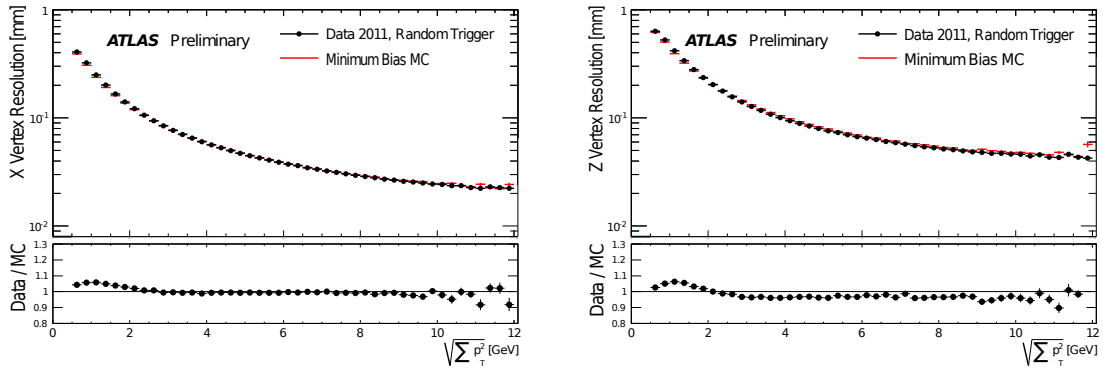 X Vertex Resolution [mm]
1
10⁻¹
10⁻²
ATLAS Preliminary
Data 2011, Random Trigger
Minimum Bias MC
Data / MC
1.3
1.2
1.1
1
0.9
0.8
0 2 4 6 8 10 12
√∑ p_T^2 [GeV]
Z Vertex Resolution [mm]
1
10⁻¹
10⁻²
ATLAS Preliminary
Data 2011, Random Trigger
Minimum Bias MC
Data / MC
1.3
1.2
1.1
1
0.9
0.8
0 2 4 6 8 10 12
√∑ p_T^2 [GeV]